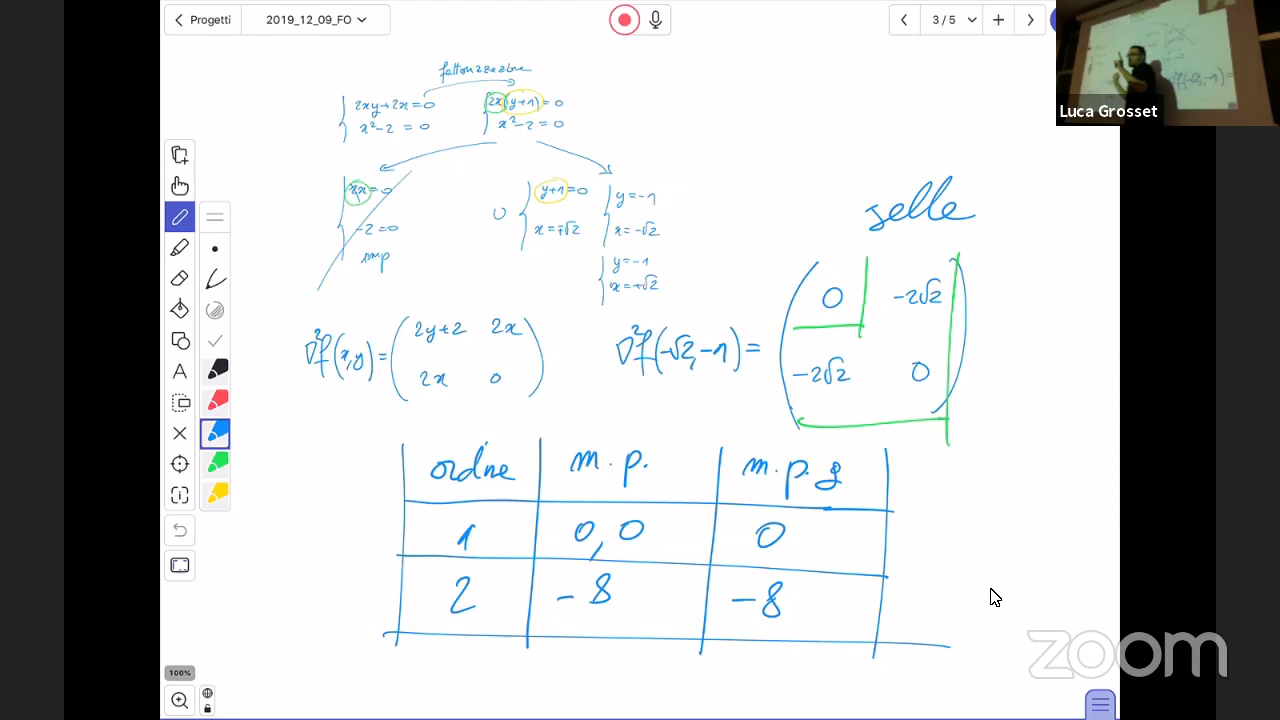 Progetti
2019_12_09_FO
3 / 5
Luca Grosset
fattorizzazione
2xy+2x=0
x²-2=0
2x(y+1)=0
x²-2=0
2x=0
-2=0
imp
U
y+1=0
x=∓√2
y=-1
x=-√2
y=-1
x=+√2
selle
∇²f(x,y)=
2y+2 2x
2x 0
∇²f(-√2,-1)=
0 -2√2
-2√2 0
ordine m.p. m.p.g
1 0,0 0
2 -8 -8
A
100%
zoom